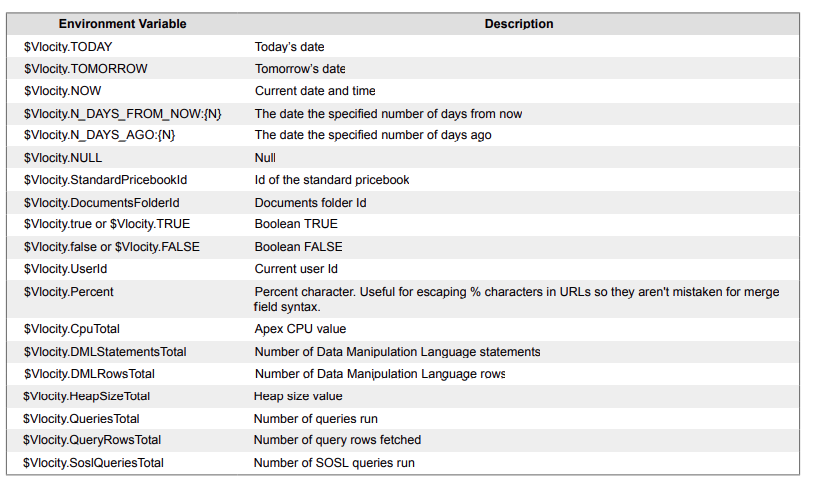 Environment Variable Description
$Vlocity.TODAY Today's date
$Vlocity.TOMORROW Tomorrow's date
$Vlocity.NOW Current date and time
$Vlocity.N_DAYS_FROM_NOW:{N} The date the specified number of days from now
$Vlocity.N_DAYS_AGO:{N} The date the specified number of days ago
$Vlocity.NULL Null
$Vlocity.StandardPricebookId Id of the standard pricebook
$Vlocity.DocumentsFolderId Documents folder Id
$Vlocity.true or $Vlocity.TRUE Boolean TRUE
$Vlocity.false or $Vlocity.FALSE Boolean FALSE
$Vlocity.UserId Current user Id
$Vlocity.Percent Percent character. Useful for escaping % characters in URLs so they aren't mistaken for merge
field syntax.
$Vlocity.CpuTotal Apex CPU value
$Vlocity.DMLStatementsTotal Number of Data Manipulation Language statements
$Vlocity.DMLRowsTotal Number of Data Manipulation Language rows
$Vlocity.HeapSizeTotal Heap size value
$Vlocity.QueriesTotal Number of queries run
$Vlocity.QueryRowsTotal Number of query rows fetched
$Vlocity.SoslQueriesTotal Number of SOSL queries run